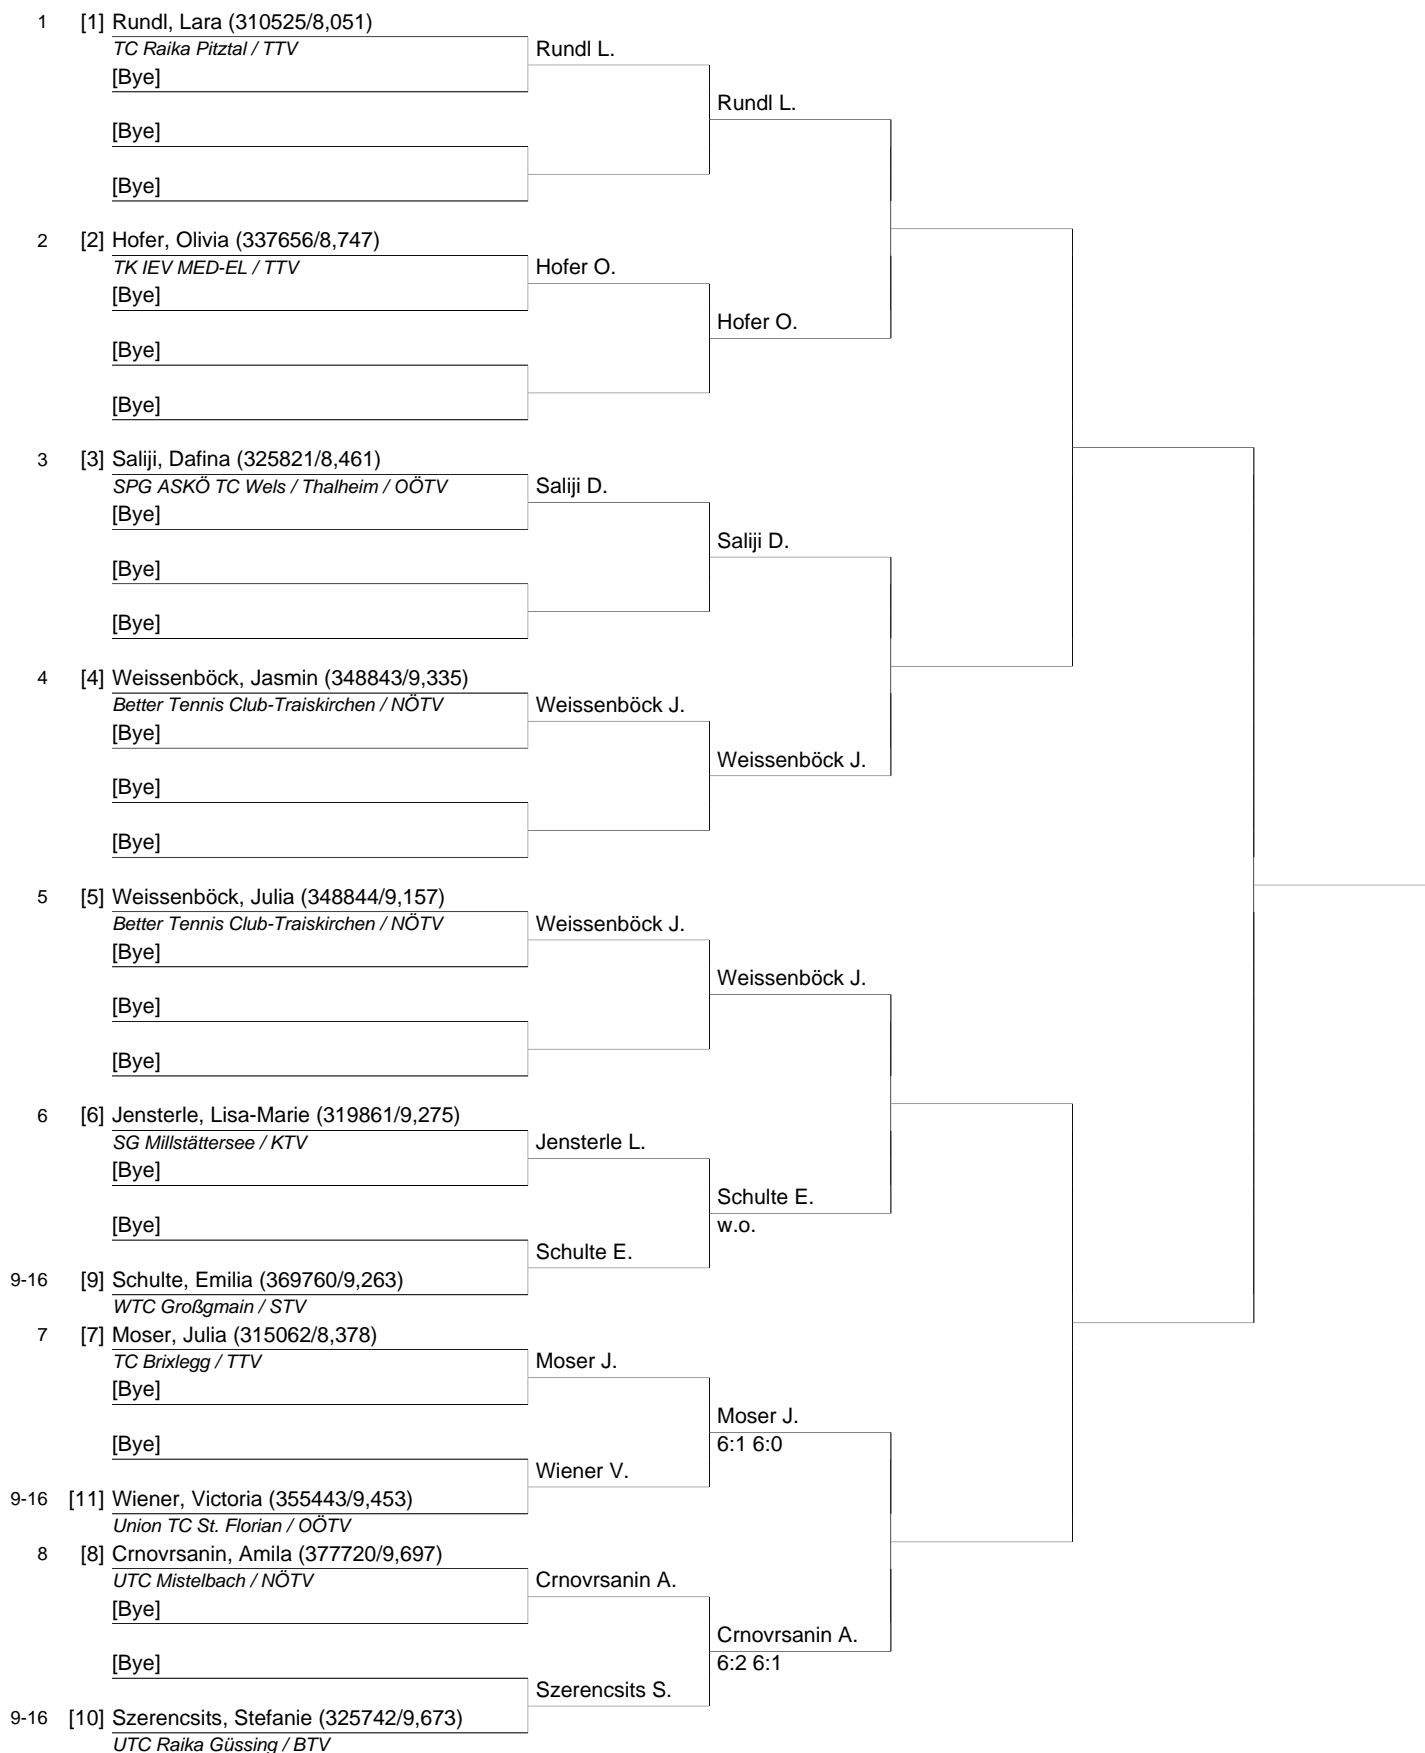 1 [1] Rundl, Lara (310525/8,051)
TC Raika Pitztal / TTV
Rundl L.
[Bye]
Rundl L.
[Bye]
[Bye]
2 [2] Hofer, Olivia (337656/8,747)
TK IEV MED-EL / TTV
Hofer O.
[Bye]
Hofer O.
[Bye]
[Bye]
3 [3] Saliji, Dafina (325821/8,461)
SPG ASKÖ TC Wels / Thalheim / OÖTV
Saliji D.
[Bye]
Saliji D.
[Bye]
[Bye]
4 [4] Weissenböck, Jasmin (348843/9,335)
Better Tennis Club-Traiskirchen / NÖTV
Weissenböck J.
[Bye]
Weissenböck J.
[Bye]
[Bye]
5 [5] Weissenböck, Julia (348844/9,157)
Better Tennis Club-Traiskirchen / NÖTV
Weissenböck J.
[Bye]
Weissenböck J.
[Bye]
[Bye]
6 [6] Jensterle, Lisa-Marie (319861/9,275)
SG Millstättersee / KTV
Jensterle L.
[Bye]
Schulte E.
[Bye]
w.o.
Schulte E.
9-16 [9] Schulte, Emilia (369760/9,263)
WTC Großgmain / STV
7 [7] Moser, Julia (315062/8,378)
TC Brixlegg / TTV
Moser J.
[Bye]
Moser J.
[Bye]
6:1 6:0
Wiener V.
9-16 [11] Wiener, Victoria (355443/9,453)
Union TC St. Florian / OÖTV
8 [8] Crnovrsanin, Amila (377720/9,697)
UTC Mistelbach / NÖTV
Crnovrsanin A.
[Bye]
Crnovrsanin A.
[Bye]
6:2 6:1
Szerencsits S.
9-16 [10] Szerencsits, Stefanie (325742/9,673)
UTC Raika Güssing / BTV